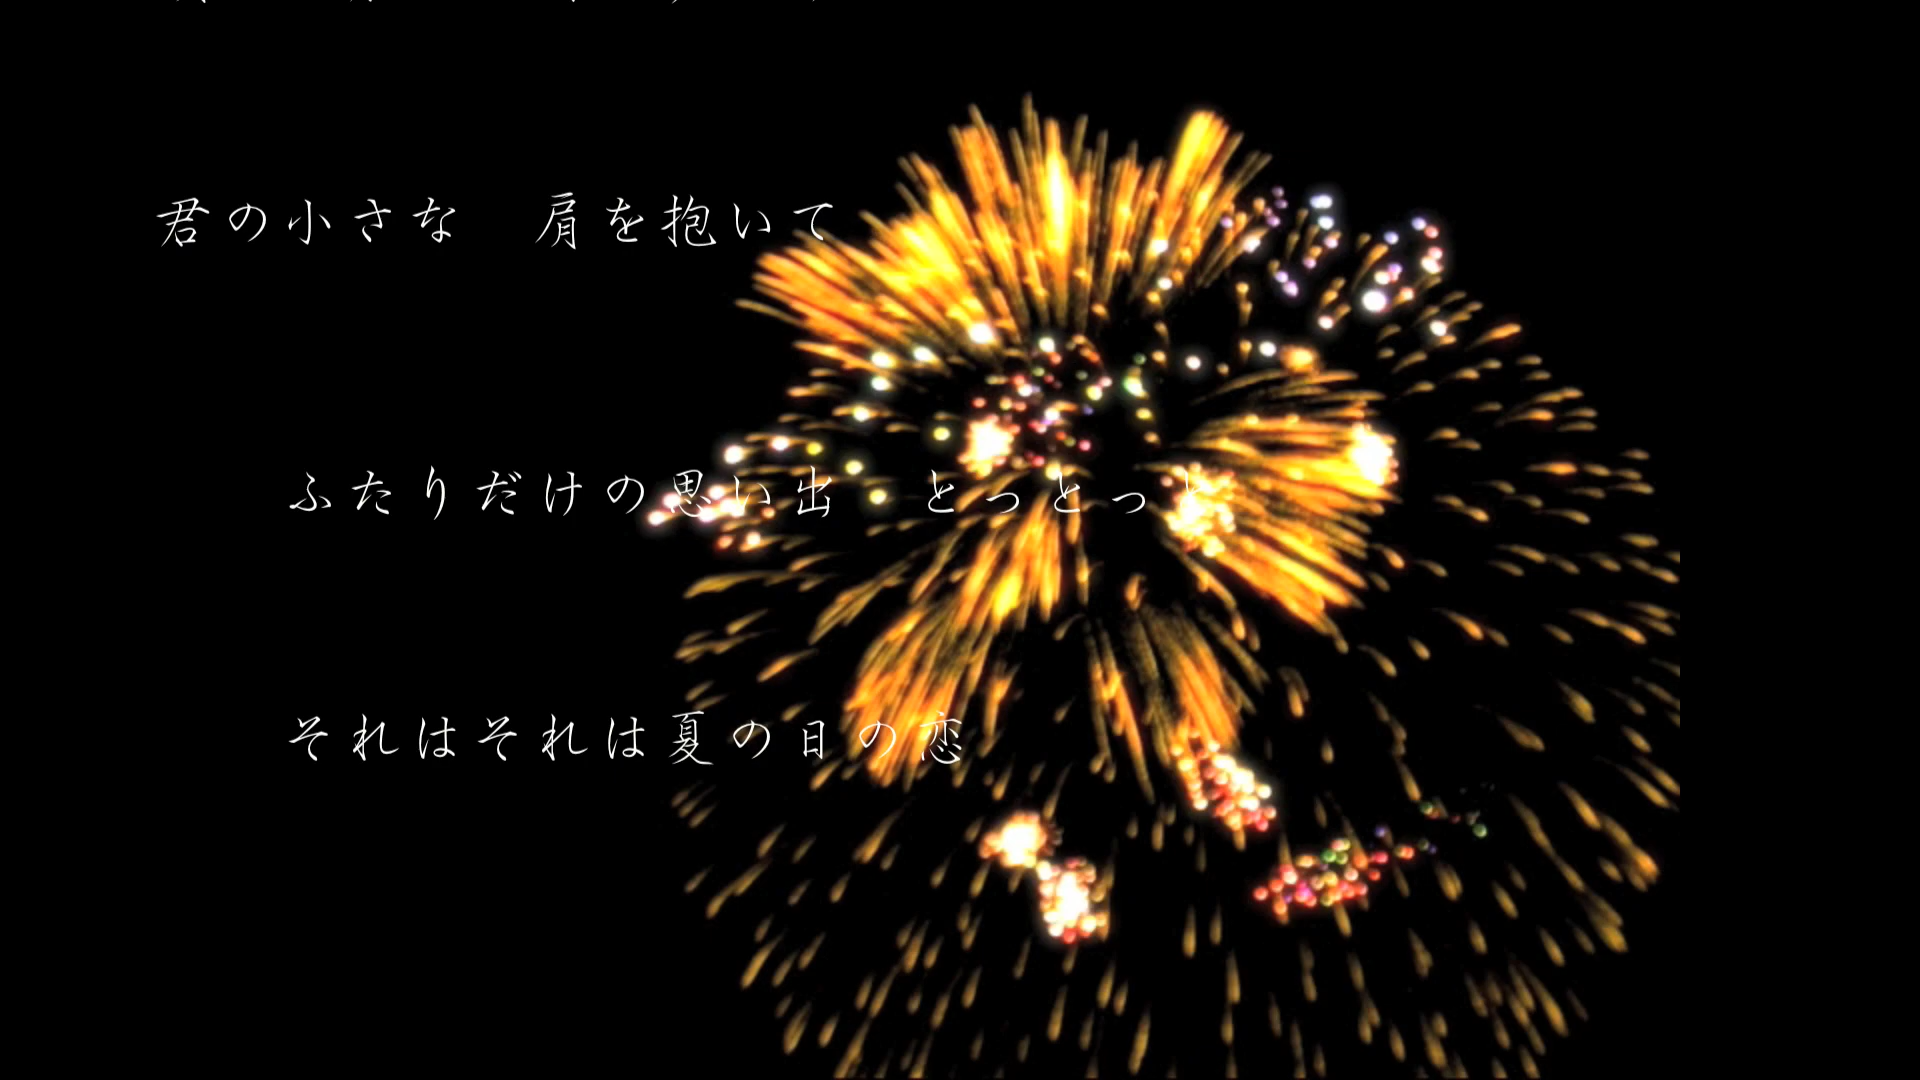 君の小さな　肩を抱いて
ふたりだけの思い出　とっとっと
それはそれは夏の日の恋